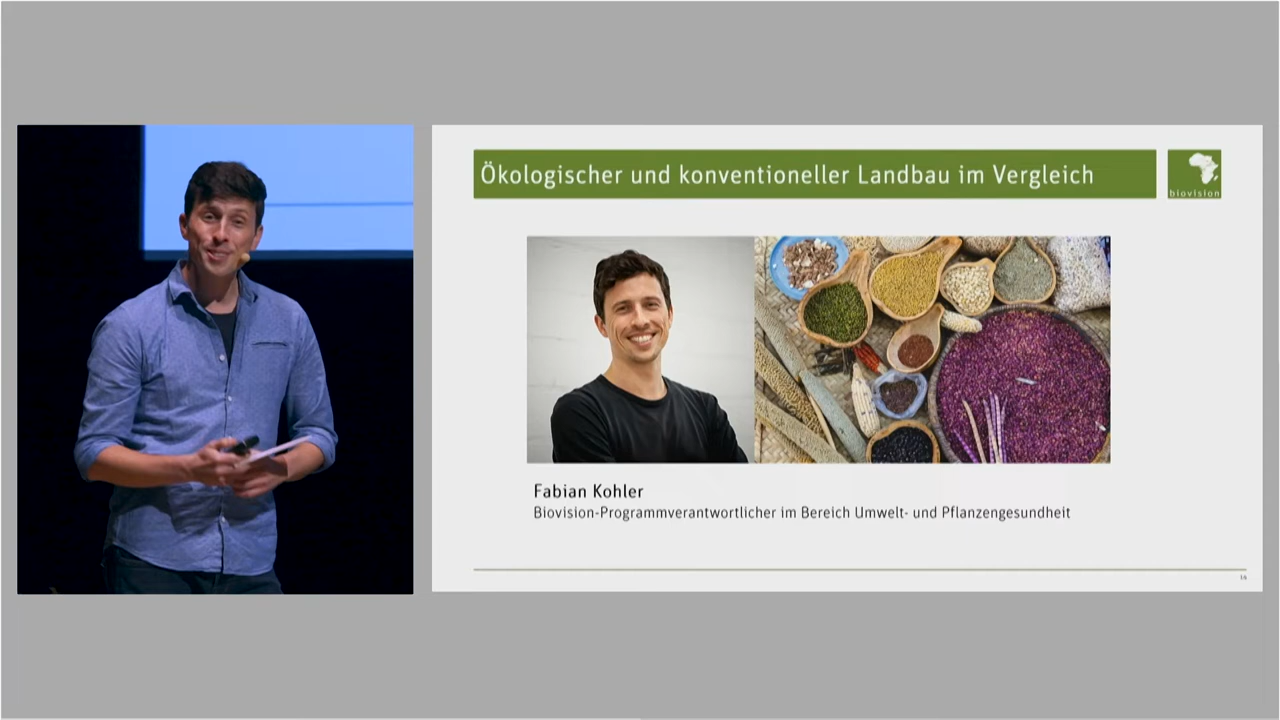 Ökologischer und konventioneller Landbau im Vergleich
biovision
Fabian Kohler
Biovision-Programmverantwortlicher im Bereich Umwelt- und Pflanzengesundheit